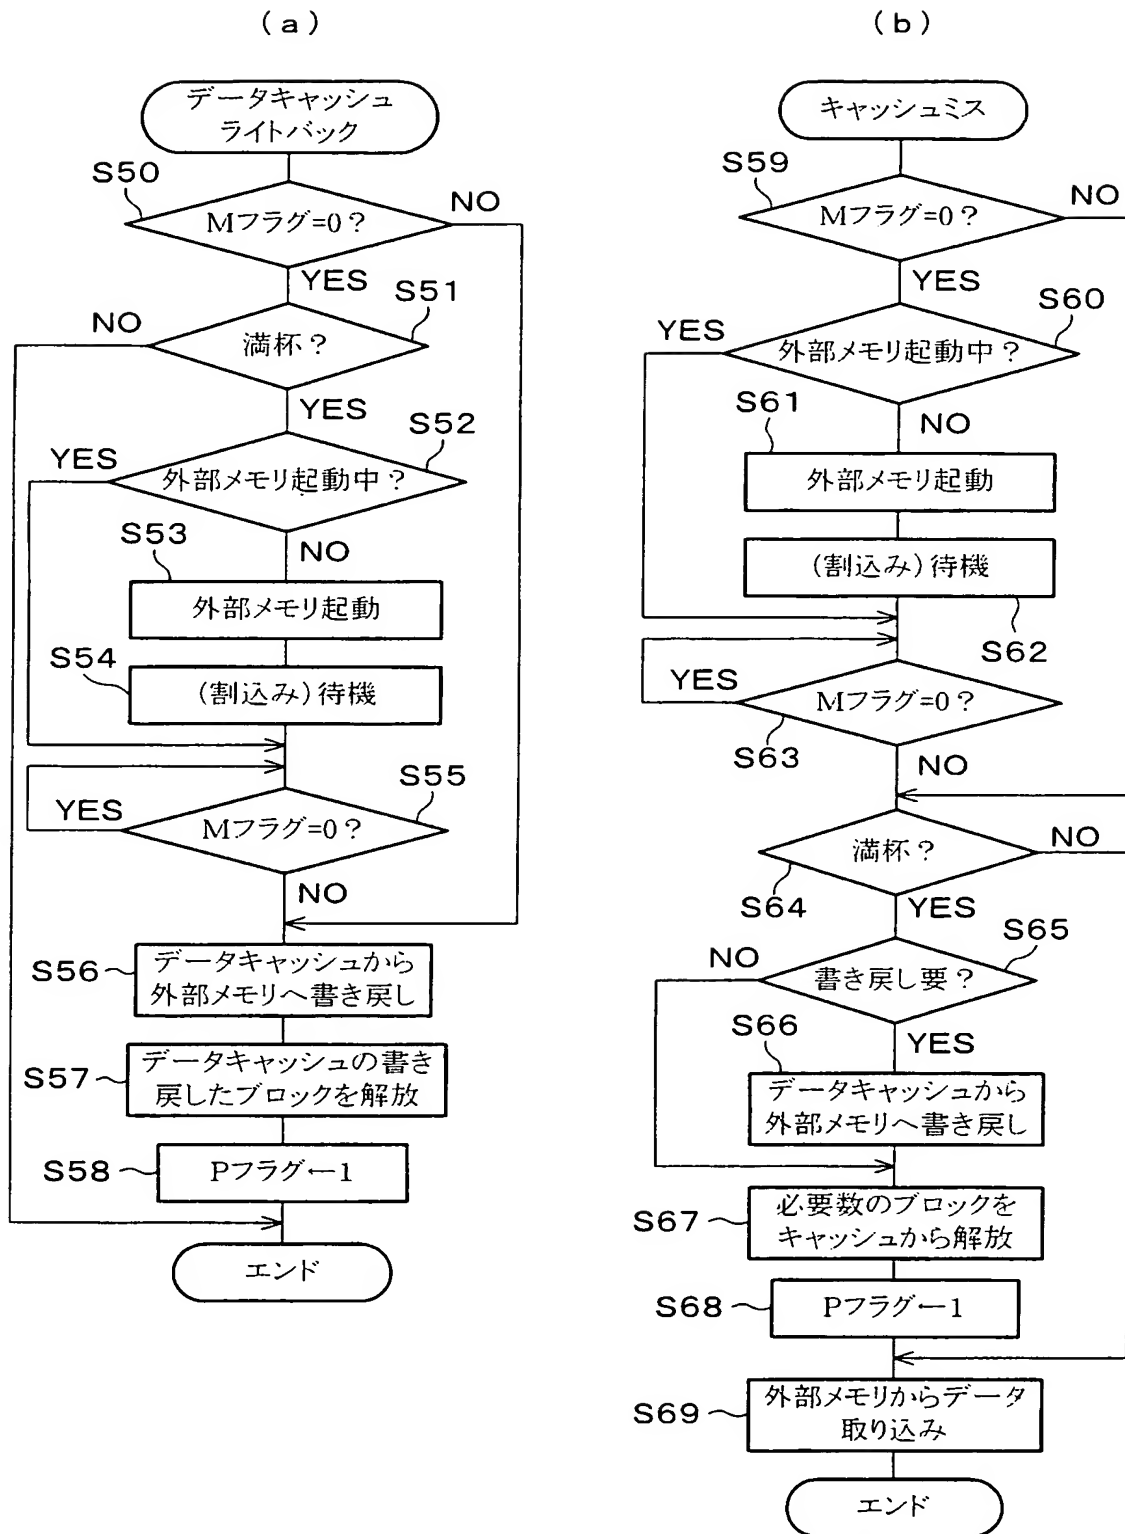 (a)
データキャッシュ
ライトバック
S50
Mフラグ=0?
NO
YES
S51
NO
満杯?
YES
S52
YES
外部メモリ起動中?
S53
NO
外部メモリ起動
S54
(割込み)待機
S55
YES
Mフラグ=0?
NO
S56
データキャッシュから
外部メモリへ書き戻し
S57
データキャッシュの書き
戻したブロックを解放
S58
Pフラグ←1
エンド
(b)
キャッシュミス
S59
NO
Mフラグ=0?
YES
S60
YES
外部メモリ起動中?
S61
NO
外部メモリ起動
(割込み)待機
S62
YES
Mフラグ=0?
S63
NO
満杯?
NO
S64
YES
S65
NO
書き戻し要?
S66
YES
データキャッシュから
外部メモリへ書き戻し
S67
必要数のブロックを
キャッシュから解放
S68
Pフラグ←1
S69
外部メモリからデータ
取り込み
エンド